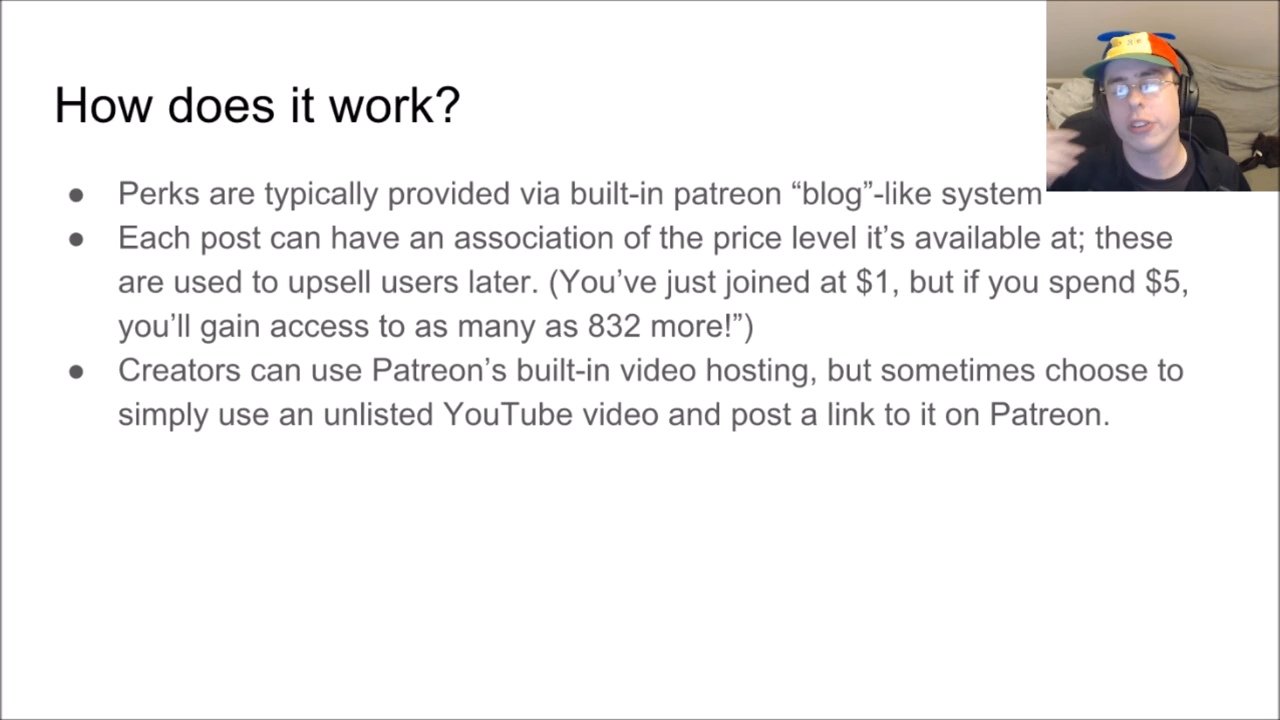 How does it work?
● Perks are typically provided via built-in patreon “blog”-like system
● Each post can have an association of the price level it’s available at; these
are used to upsell users later. (You’ve just joined at $1, but if you spend $5,
you’ll gain access to as many as 832 more!”)
● Creators can use Patreon’s built-in video hosting, but sometimes choose to
simply use an unlisted YouTube video and post a link to it on Patreon.